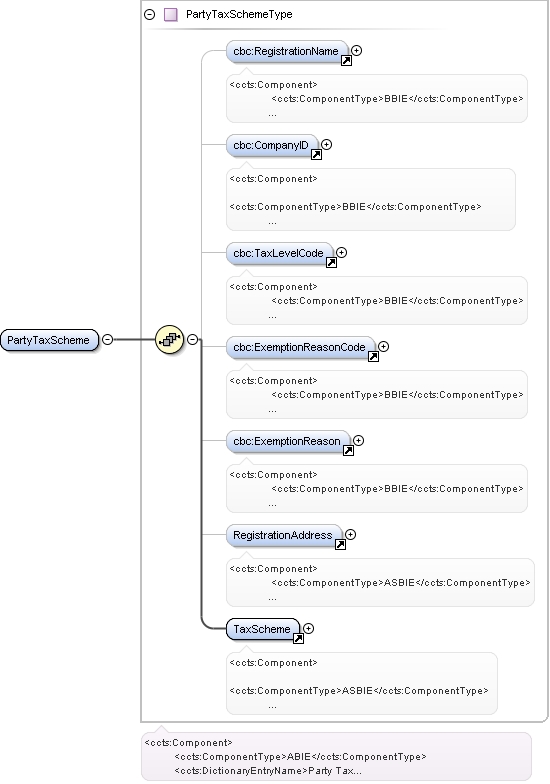 PartyTaxSchemeType
cbc:RegistrationName
<ccts:Component>
<ccts:ComponentType>BBIE</ccts:ComponentType>
...
cbc:CompanyID
<ccts:Component>
<ccts:ComponentType>BBIE</ccts:ComponentType>
...
cbc:TaxLevelCode
<ccts:Component>
<ccts:ComponentType>BBIE</ccts:ComponentType>
...
PartyTaxScheme
cbc:ExemptionReasonCode
<ccts:Component>
<ccts:ComponentType>BBIE</ccts:ComponentType>
...
cbc:ExemptionReason
<ccts:Component>
<ccts:ComponentType>BBIE</ccts:ComponentType>
...
RegistrationAddress
<ccts:Component>
<ccts:ComponentType>ASBIE</ccts:ComponentType>
...
TaxScheme
<ccts:Component>
<ccts:ComponentType>ASBIE</ccts:ComponentType>
...
<ccts:Component>
<ccts:ComponentType>ABIE</ccts:ComponentType>
<ccts:DictionaryEntryName>Party Tax...